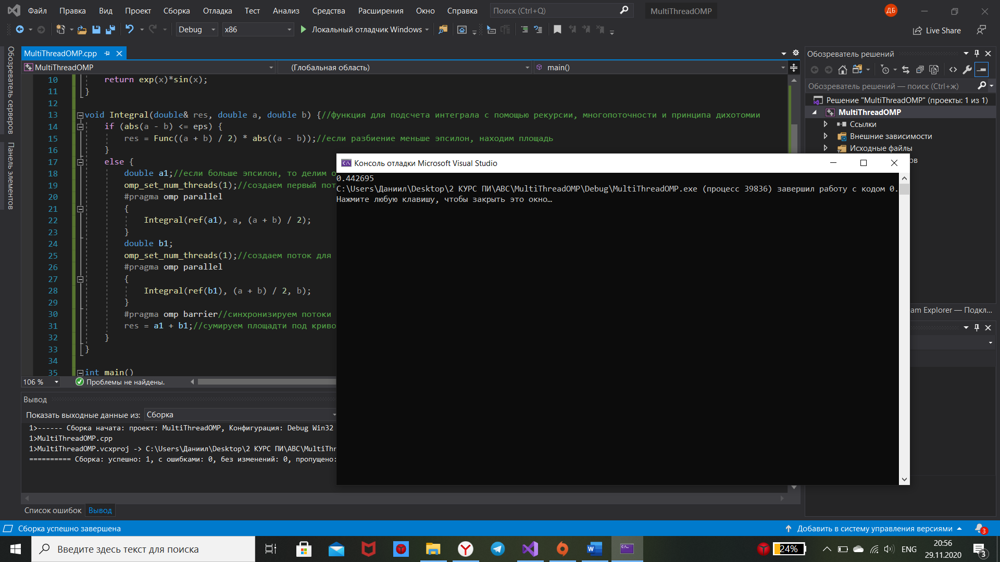 Файл Правка Вид Проект Сборка Отладка Тест Анализ Средства Расширения Окно Справка Поиск (Ctrl+Q) MultiThreadOMP ДБ
Debug x86 Локальный отладчик Windows Live Share
Обозреватель серверов
Панель элементов
MultiThreadOMP.cpp
MultiThreadOMP (Глобальная область) main()
10 return exp(x)*sin(x);
11 }
12
13 void Integral(double& res, double a, double b) {//функция для подсчета интеграла с помощью рекурсии, многопоточности и принципа дихотомии
14 if (abs(a - b) <= eps) {
15 res = Func((a + b) / 2) * abs((a - b));//если разбиение меньше эпсилон, находим площадь
16 }
17 else {
18 double a1;//если больше эпсилон, то делим о
19 omp_set_num_threads(1);//создаем первый пот
20 #pragma omp parallel
21 {
22 Integral(ref(a1), a, (a + b) / 2);
23 }
24 double b1;
25 omp_set_num_threads(1);//создаем поток для
26 #pragma omp parallel
27 {
28 Integral(ref(b1), (a + b) / 2, b);
29 }
30 #pragma omp barrier//синхронизируем потоки
31 res = a1 + b1;//сумируем площадти под криво
32 }
33 }
34
35 int main()
106 % Проблемы не найдены.
Вывод
Показать выходные данные из: Сборка
1>------ Сборка начата: проект: MultiThreadOMP, Конфигурация: Debug Win32
1>MultiThreadOMP.cpp
1>MultiThreadOMP.vcxproj -> C:\Users\Даниил\Desktop\2 КУРС ПИ\АВС\MultiThr
========== Сборка: успешно: 1, с ошибками: 0, без изменений: 0, пропущено:
Список ошибок Вывод
Консоль отладки Microsoft Visual Studio
0.442695
C:\Users\Даниил\Desktop\2 КУРС ПИ\АВС\MultiThreadOMP\Debug\MultiThreadOMP.exe (процесс 39836) завершил работу с кодом 0.
Нажмите любую клавишу, чтобы закрыть это окно…
Обозреватель решений
Обозреватель решений — поиск (Ctrl+ж)
Решение "MultiThreadOMP" (проекты: 1 из 1)
MultiThreadOMP
Ссылки
Внешние зависимости
Исходные файлы
ов
am Explorer — Подкл...
Сборка успешно завершена Добавить в систему управления версиями 3
Введите здесь текст для поиска 24% ENG 20:56
29.11.2020 3